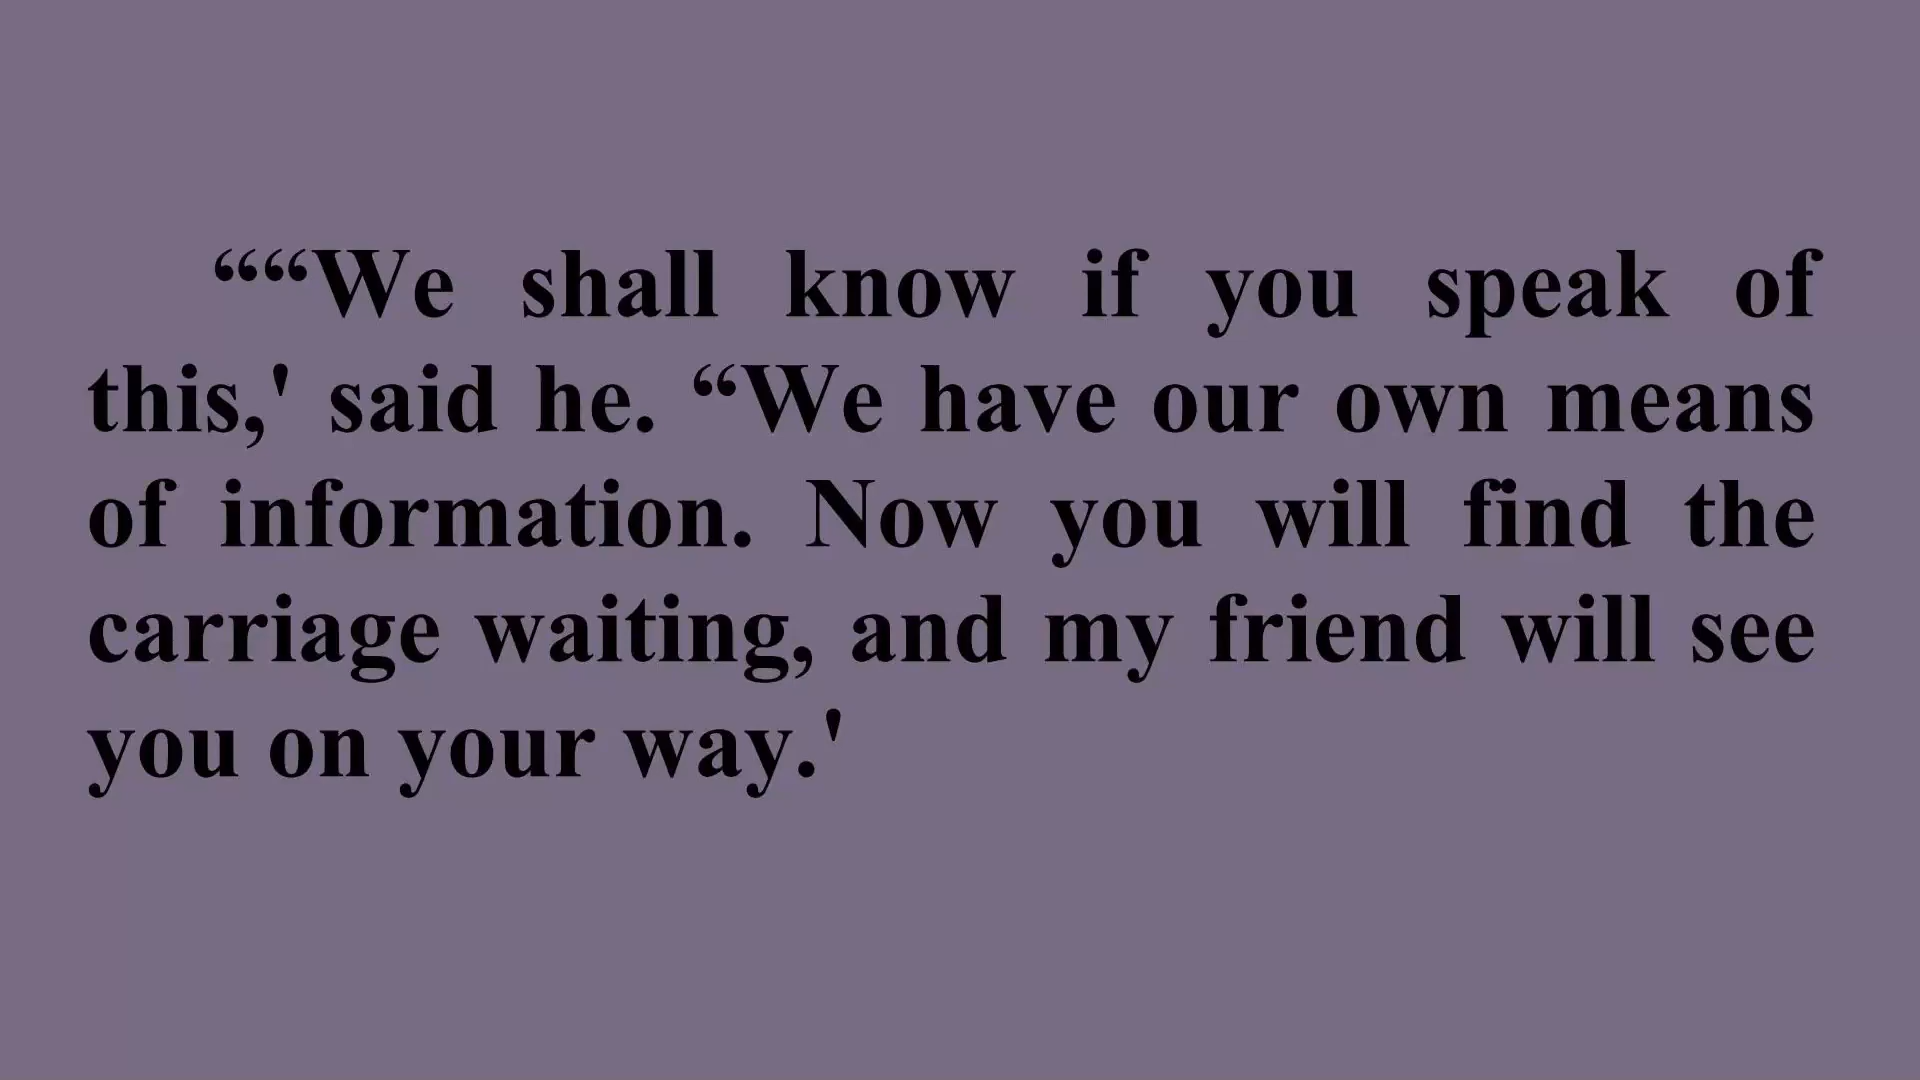 ““We shall know if you speak of
this,' said he. “We have our own means
of information. Now you will find the
carriage waiting, and my friend will see
you on your way.'